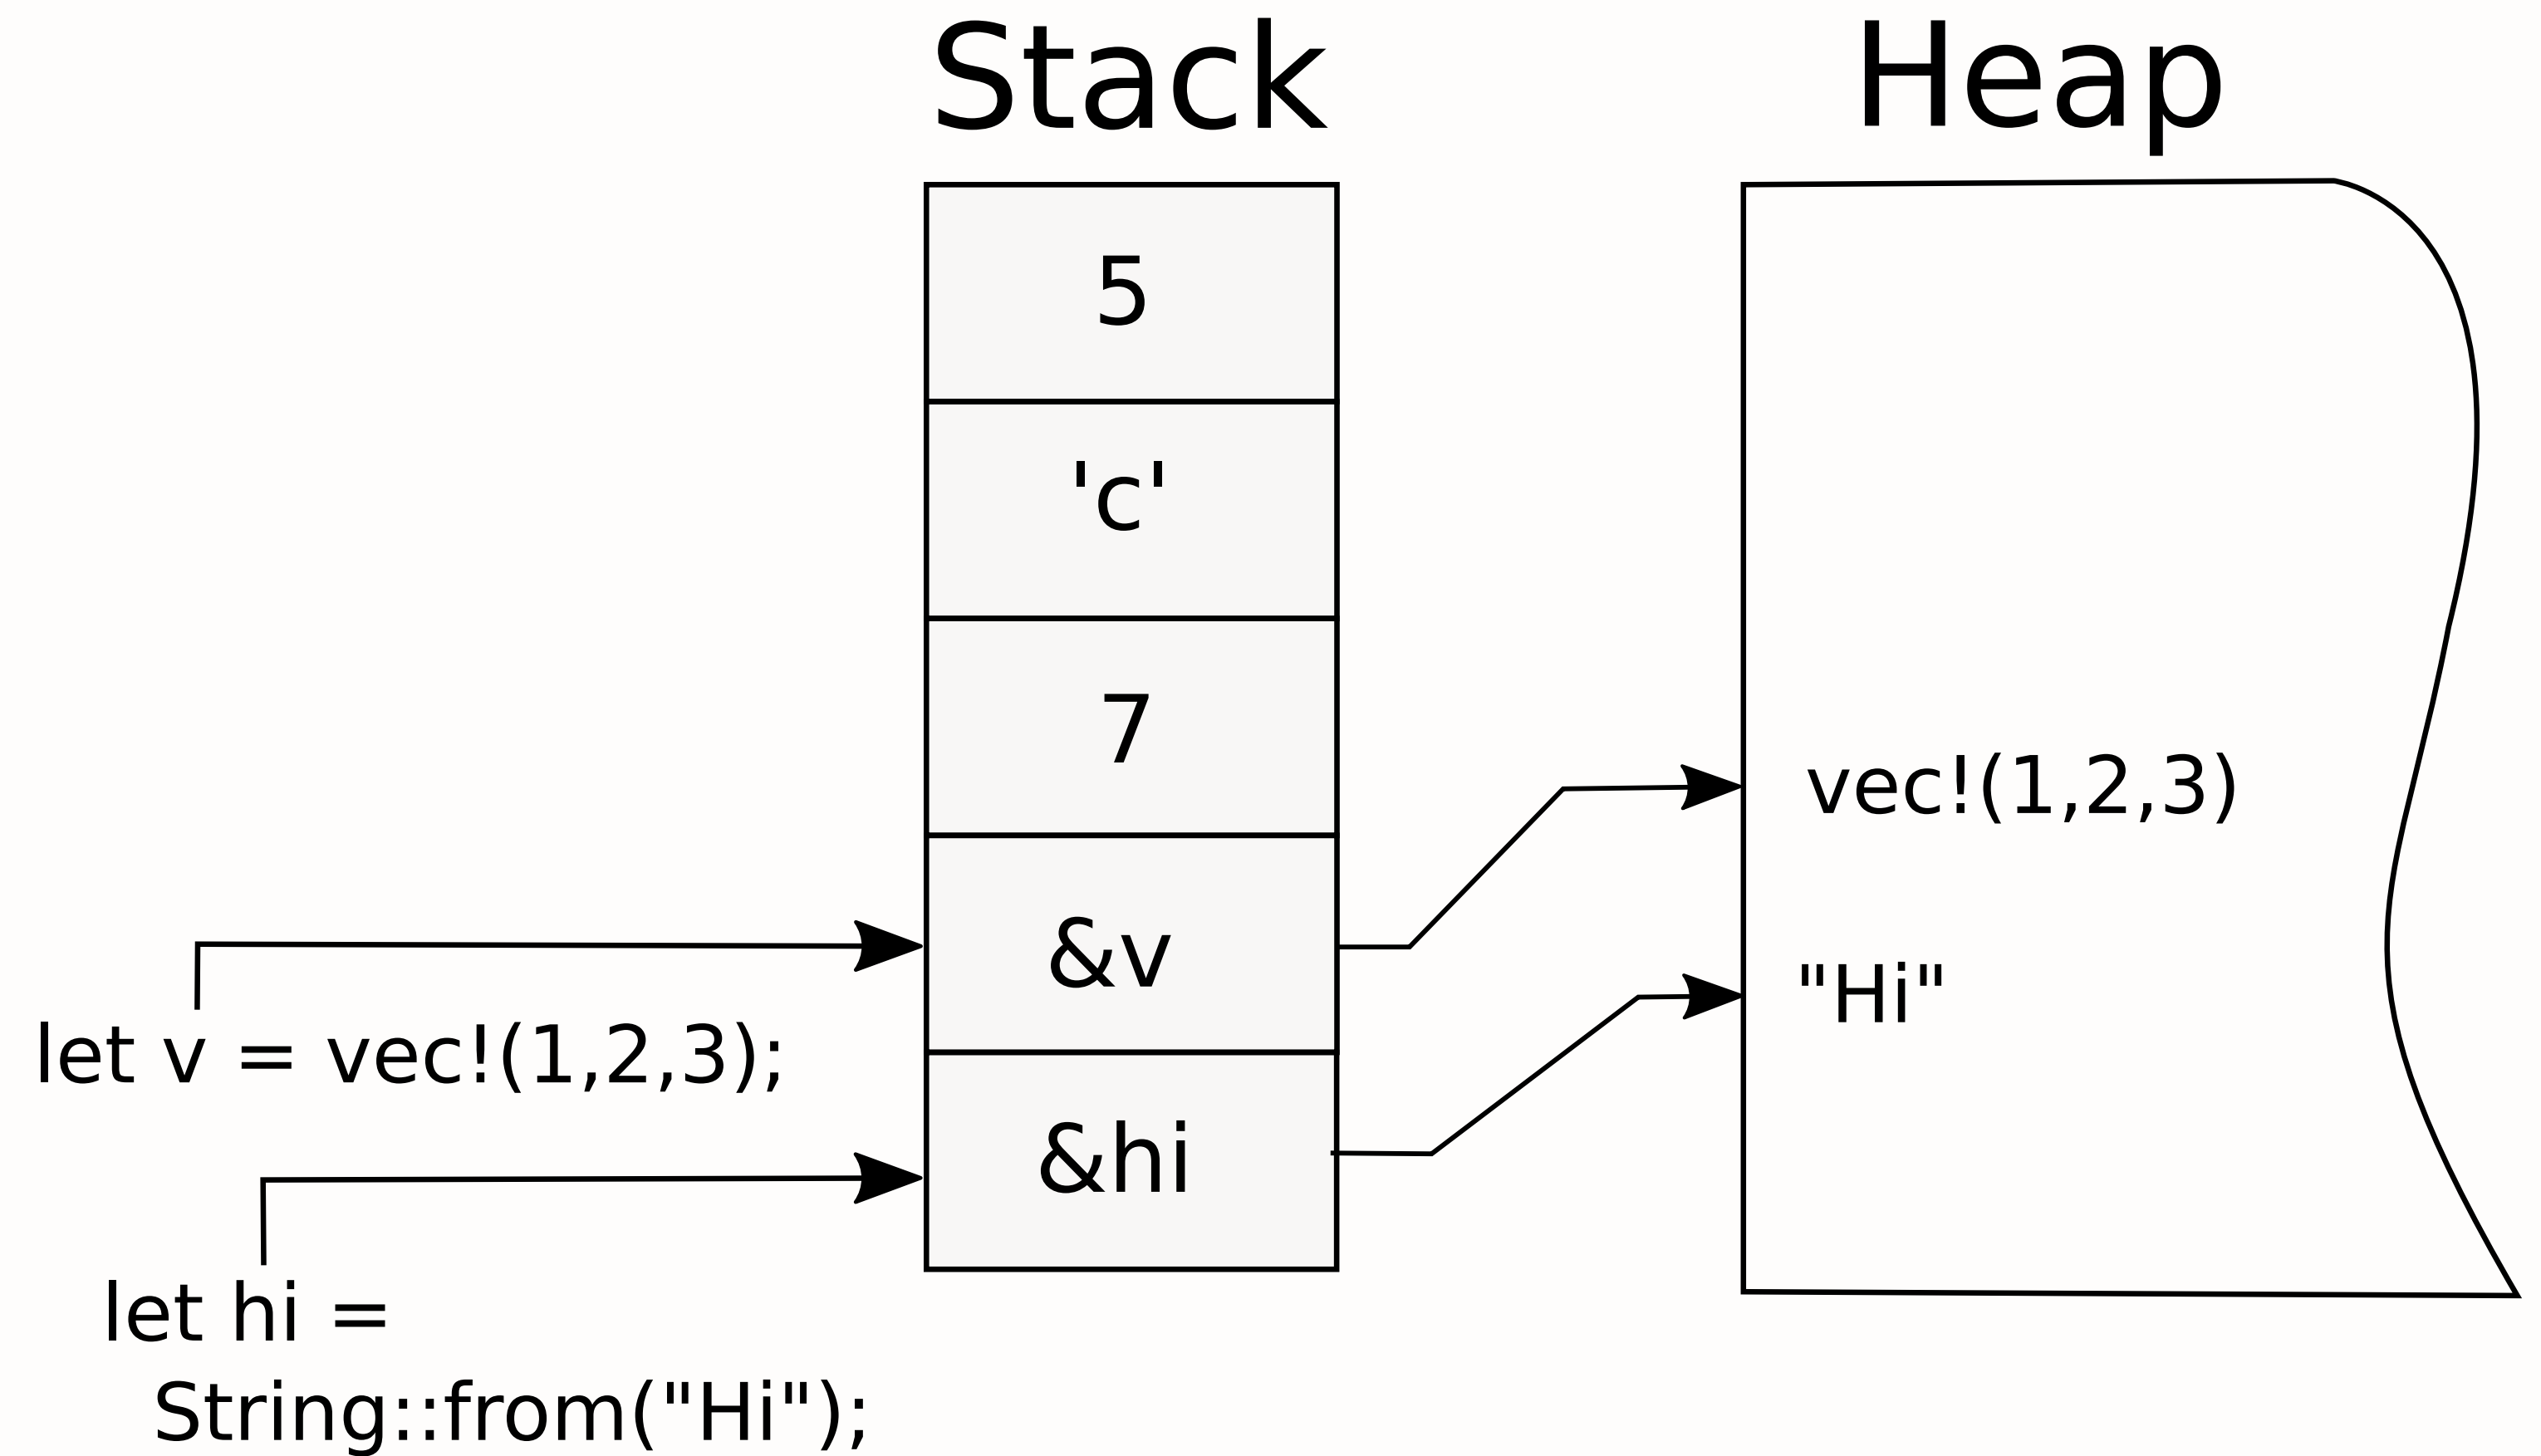 Stack
Heap
5
'c'
7
&v
&hi
vec!(1,2,3)
"Hi"
let v = vec!(1,2,3);
let hi =
String::from("Hi");